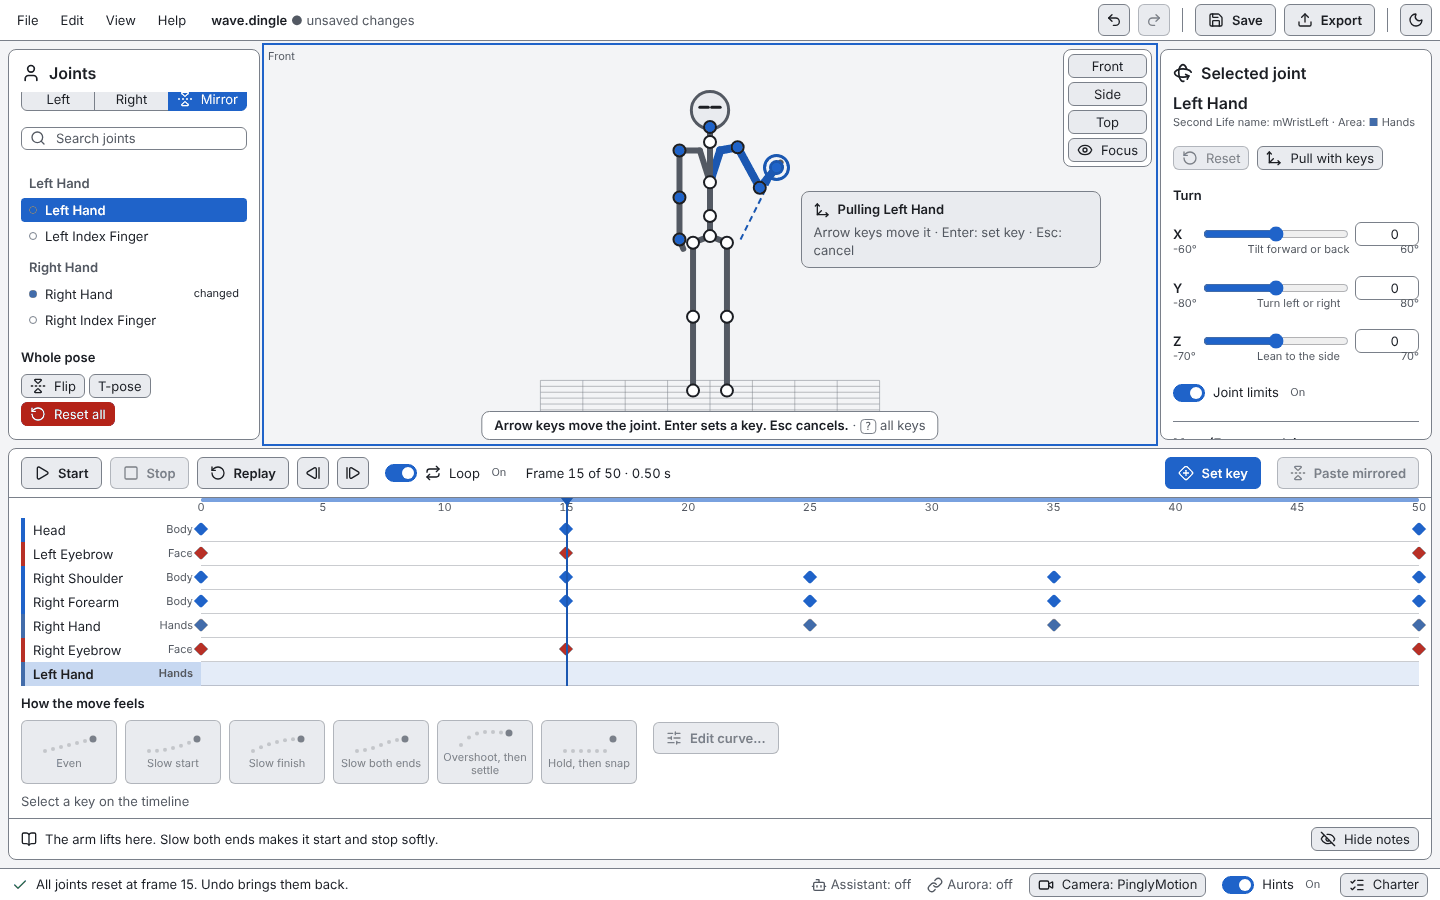 File Edit View Help wave.dingle unsaved changes Save Export
Joints
Left Right Mirror
Search joints
Left Hand
Left Hand
Left Index Finger
Right Hand
Right Hand changed
Right Index Finger
Whole pose
Flip T-pose
Reset all
Front
Front
Side
Top
Focus
Pulling Left Hand
Arrow keys move it · Enter: set key · Esc:
cancel
Arrow keys move the joint. Enter sets a key. Esc cancels. · ? all keys
Selected joint
Left Hand
Second Life name: mWristLeft · Area: Hands
Reset Pull with keys
Turn
X 0
-60° Tilt forward or back 60°
Y 0
-80° Turn left or right 80°
Z 0
-70° Lean to the side 70°
Joint limits On
Start Stop Replay Loop On Frame 15 of 50 · 0.50 s Set key Paste mirrored
0 5 10 15 20 25 30 35 40 45 50
Head Body
Left Eyebrow Face
Right Shoulder Body
Right Forearm Body
Right Hand Hands
Right Eyebrow Face
Left Hand Hands
How the move feels
Even Slow start Slow finish Slow both ends Overshoot, then settle Hold, then snap Edit curve...
Select a key on the timeline
The arm lifts here. Slow both ends makes it start and stop softly. Hide notes
All joints reset at frame 15. Undo brings them back. Assistant: off Aurora: off Camera: PinglyMotion Hints On Charter